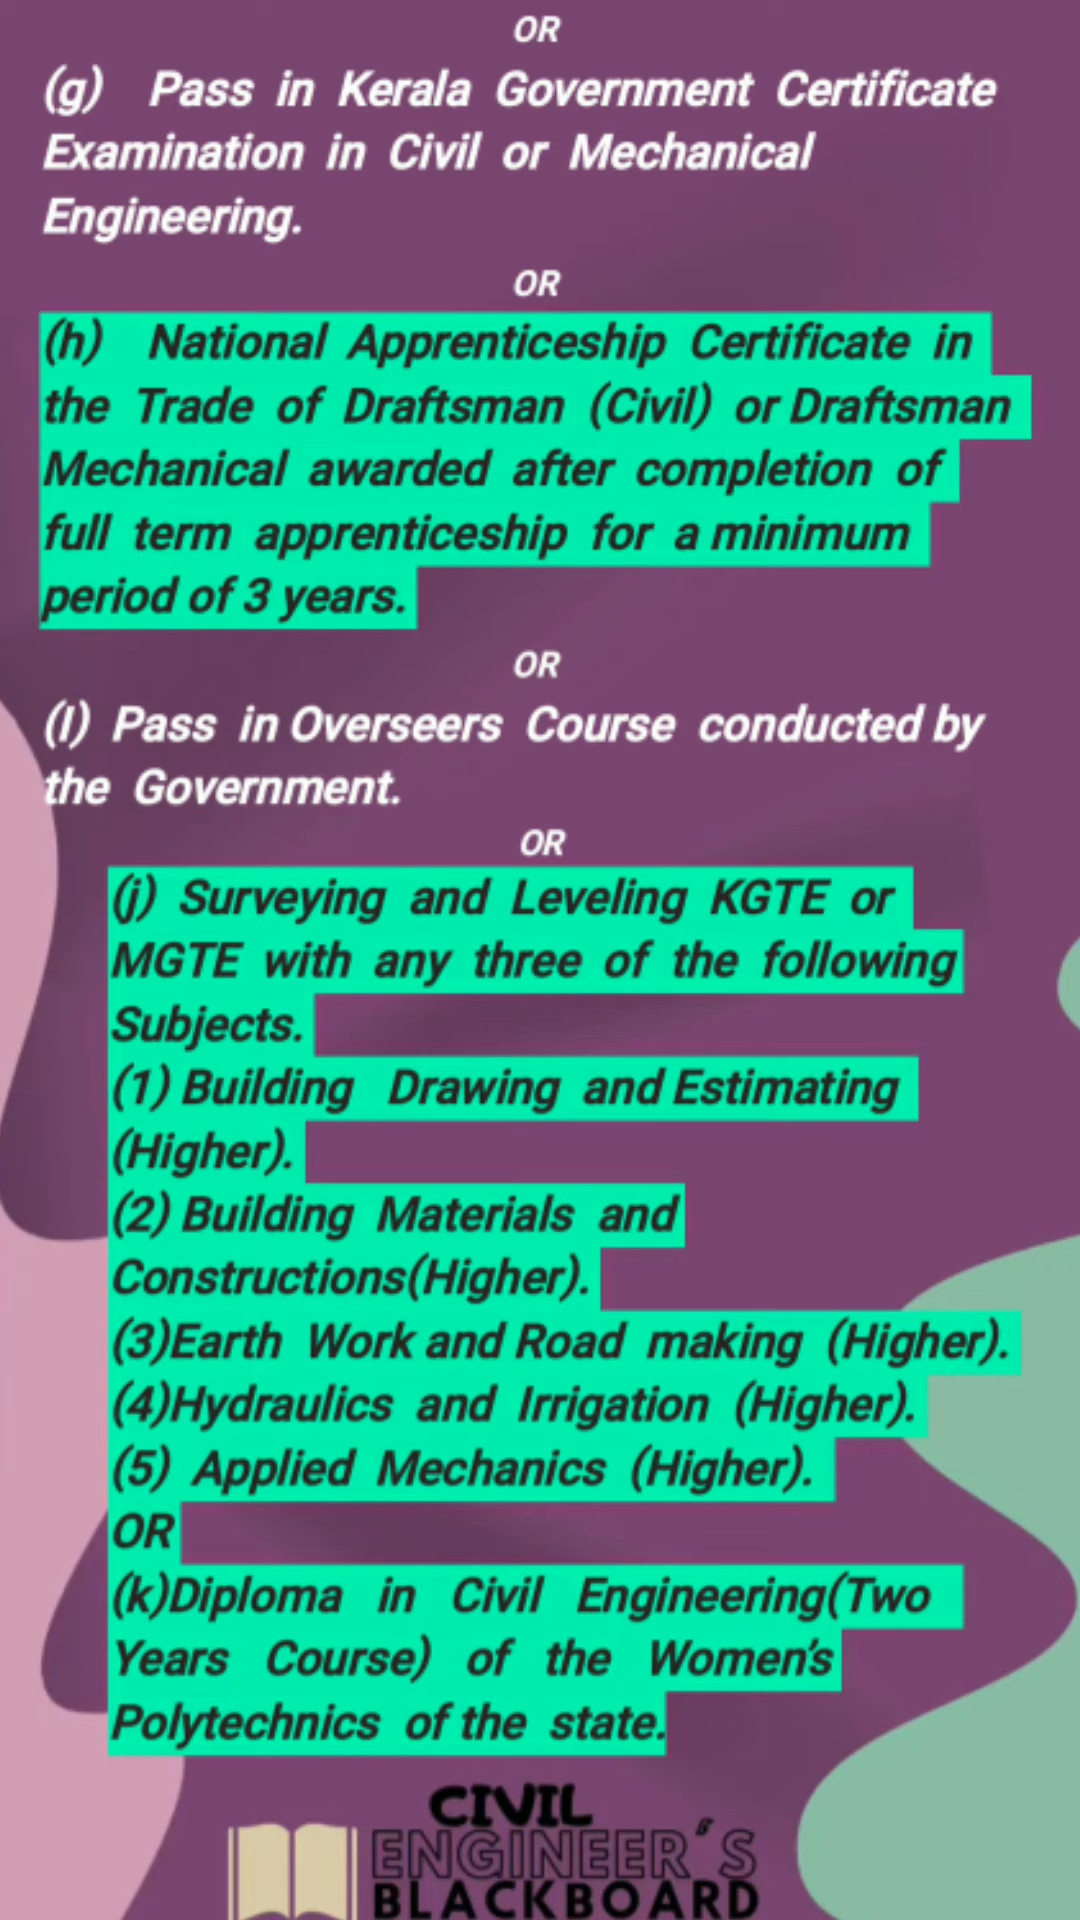 OR
(g) Pass in Kerala Government Certificate
Examination in Civil or Mechanical
Engineering.
OR
(h) National Apprenticeship Certificate in
the Trade of Draftsman (Civil) or Draftsman
Mechanical awarded after completion of
full term apprenticeship for a minimum
period of 3 years.
OR
(I) Pass in Overseers Course conducted by
the Government.
OR
(j) Surveying and Leveling KGTE or
MGTE with any three of the following
Subjects.
(1) Building Drawing and Estimating
(Higher).
(2) Building Materials and
Constructions(Higher).
(3)Earth Work and Road making (Higher).
(4)Hydraulics and Irrigation (Higher).
(5) Applied Mechanics (Higher).
OR
(k)Diploma in Civil Engineering(Two
Years Course) of the Women's
Polytechnics of the state.
CIVIL
ENGINEER'S
BLACKBOARD